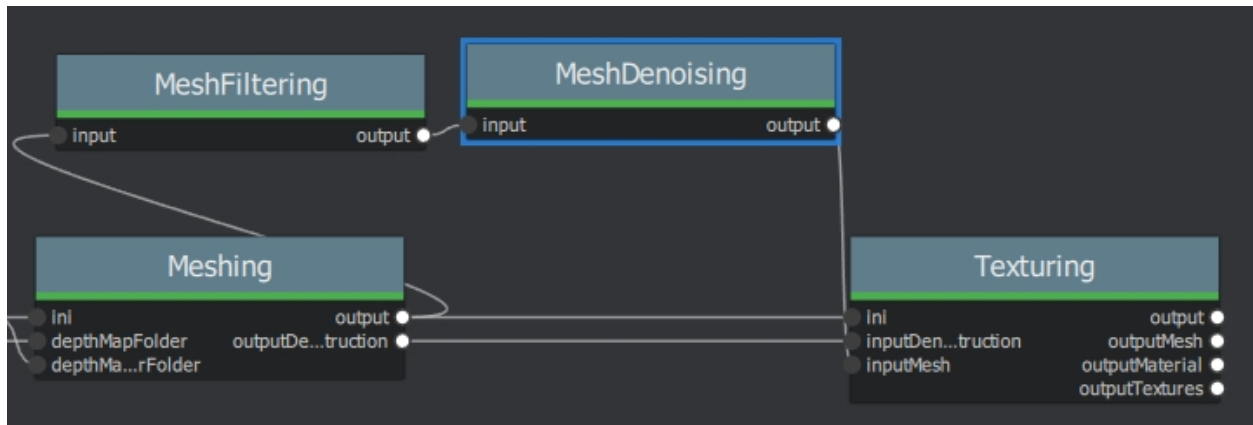 MeshFiltering
input output
MeshDenoising
input output
Meshing
ini output
depthMapFolder outputDe...truction
depthMa...rFolder
Texturing
ini output
inputDen...truction outputMesh
inputMesh outputMaterial
outputTextures